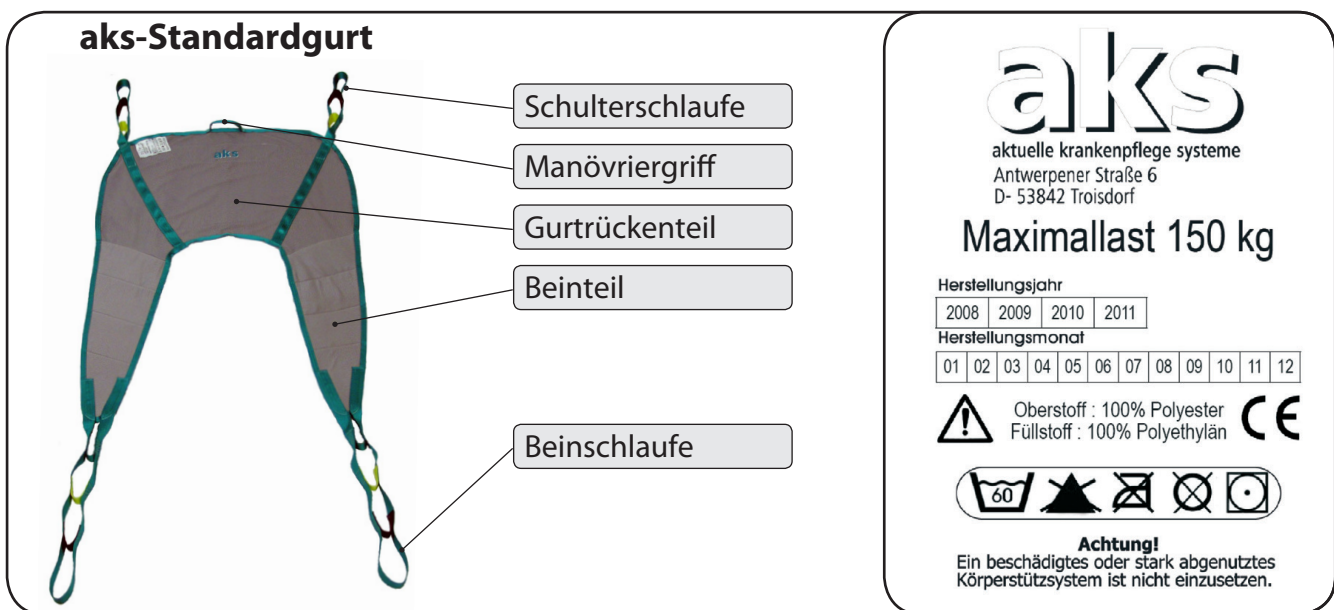 aks-Standardgurt
aks
Schulterschlaufe
Manövriergriff
Gurtrückenteil
Beinteil
Beinschlaufe
aks
aktuelle krankenpflege systeme
Antwerpener Straße 6
D- 53842 Troisdorf
Maximallast 150 kg
Herstellungsjahr
2008 2009 2010 2011
Herstellungsmonat
01 02 03 04 05 06 07 08 09 10 11 12
Oberstoff : 100% Polyester
Füllstoff : 100% Polyethylän
CE
60
Achtung!
Ein beschädigtes oder stark abgenutztes
Körperstützsystem ist nicht einzusetzen.